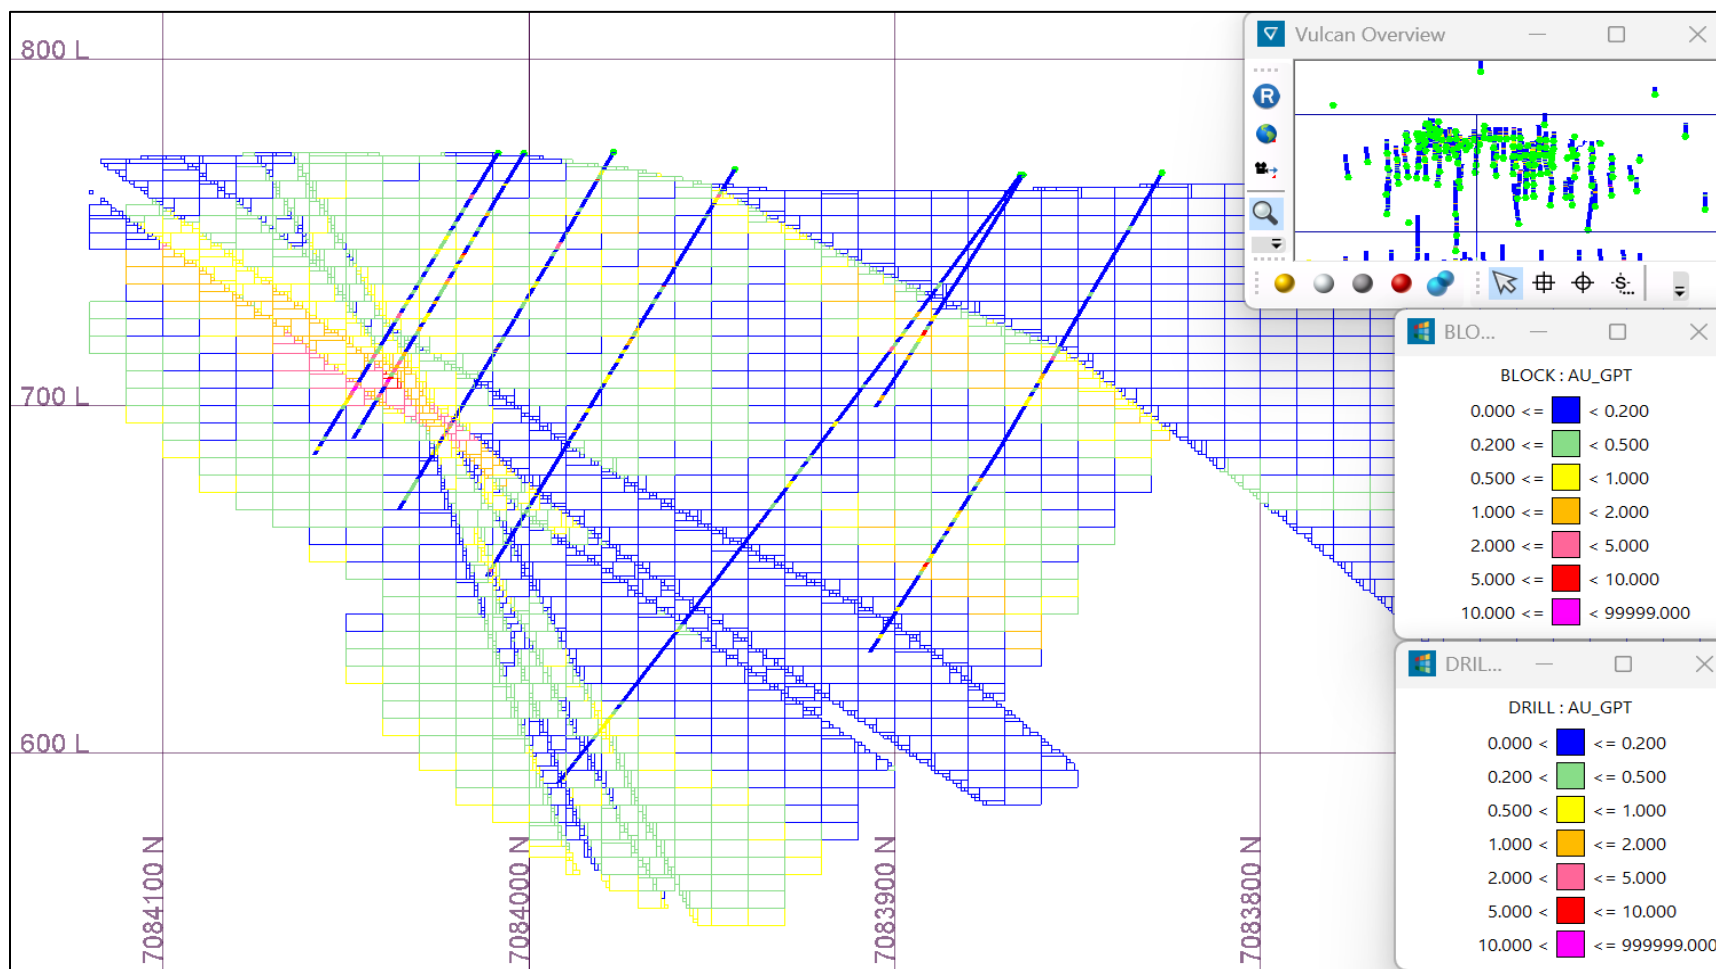 800 L
700 L
600 L
7084100 N
7084000 N
7083900 N
7083800 N
Vulcan Overview
R
S...
BLO...
BLOCK : AU_GPT
0.000 <= < 0.200
0.200 <= < 0.500
0.500 <= < 1.000
1.000 <= < 2.000
2.000 <= < 5.000
5.000 <= < 10.000
10.000 <= < 99999.000
DRIL...
DRILL : AU_GPT
0.000 < <= 0.200
0.200 < <= 0.500
0.500 < <= 1.000
1.000 < <= 2.000
2.000 < <= 5.000
5.000 < <= 10.000
10.000 < <= 999999.000